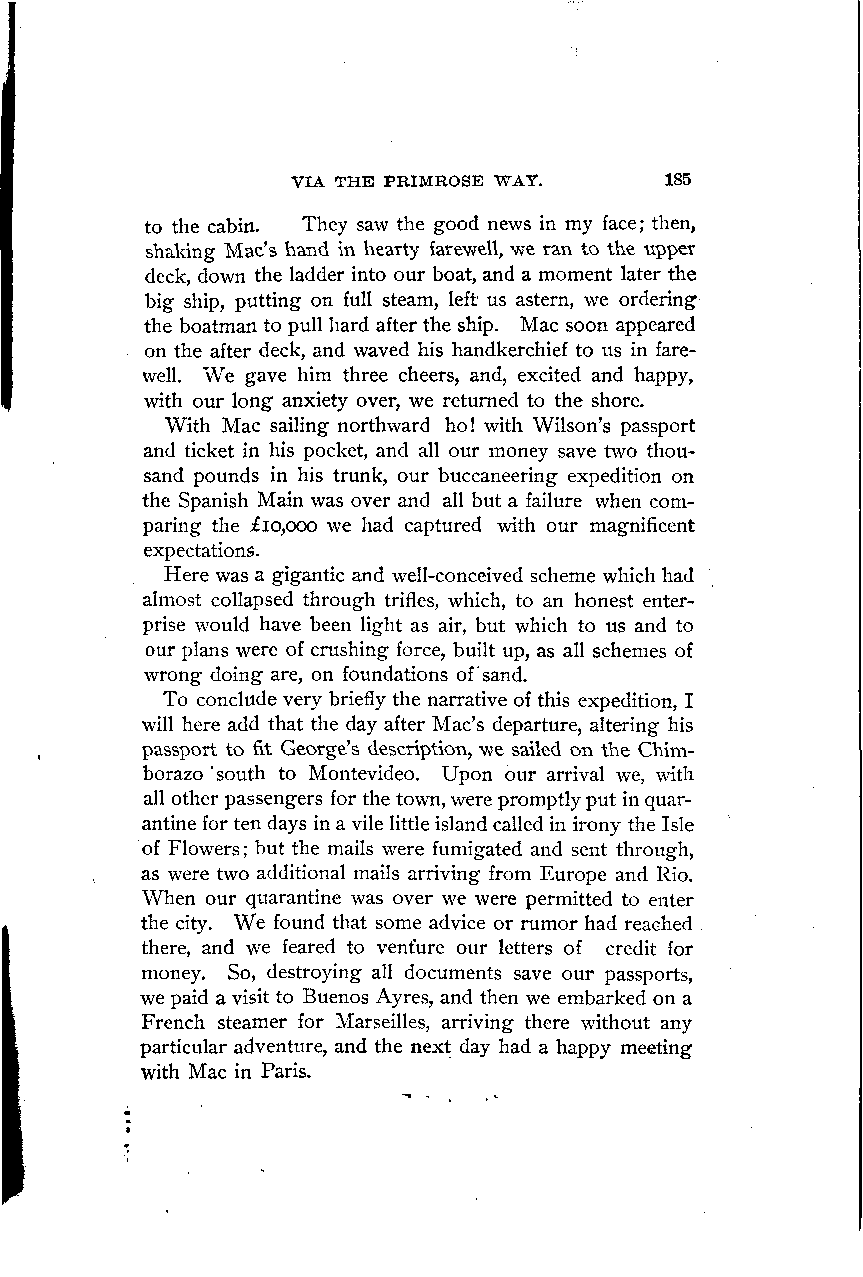 VIA THE PRIMROSE WAY. 185
to the cabin. They saw the good news in my face; then,
shaking Mac's hand in hearty farewell, we ran to the upper
deck, down the ladder into our boat, and a moment later the
big ship, putting on full steam, left us astern, we ordering
the boatman to pull hard after the ship. Mac soon appeared
on the after deck, and waved his handkerchief to us in fare-
well. We gave him three cheers, and, excited and happy,
with our long anxiety over, we returned to the shore.
With Mac sailing northward ho! with Wilson's passport
and ticket in his pocket, and all our money save two thou-
sand pounds in his trunk, our buccaneering expedition on
the Spanish Main was over and all but a failure when com-
paring the £10,000 we had captured with our magnificent
expectations.
Here was a gigantic and well-conceived scheme which had
almost collapsed through trifles, which, to an honest enter-
prise would have been light as air, but which to us and to
our plans were of crushing force, built up, as all schemes of
wrong doing are, on foundations of sand.
To conclude very briefly the narrative of this expedition, I
will here add that the day after Mac's departure, altering his
passport to fit George's description, we sailed on the Chim-
borazo south to Montevideo. Upon our arrival we, with
all other passengers for the town, were promptly put in quar-
antine for ten days in a vile little island called in irony the Isle
of Flowers; but the mails were fumigated and sent through,
as were two additional mails arriving from Europe and Rio.
When our quarantine was over we were permitted to enter
the city. We found that some advice or rumor had reached
there, and we feared to venture our letters of credit for
money. So, destroying all documents save our passports,
we paid a visit to Buenos Ayres, and then we embarked on a
French steamer for Marseilles, arriving there without any
particular adventure, and the next day had a happy meeting
with Mac in Paris.